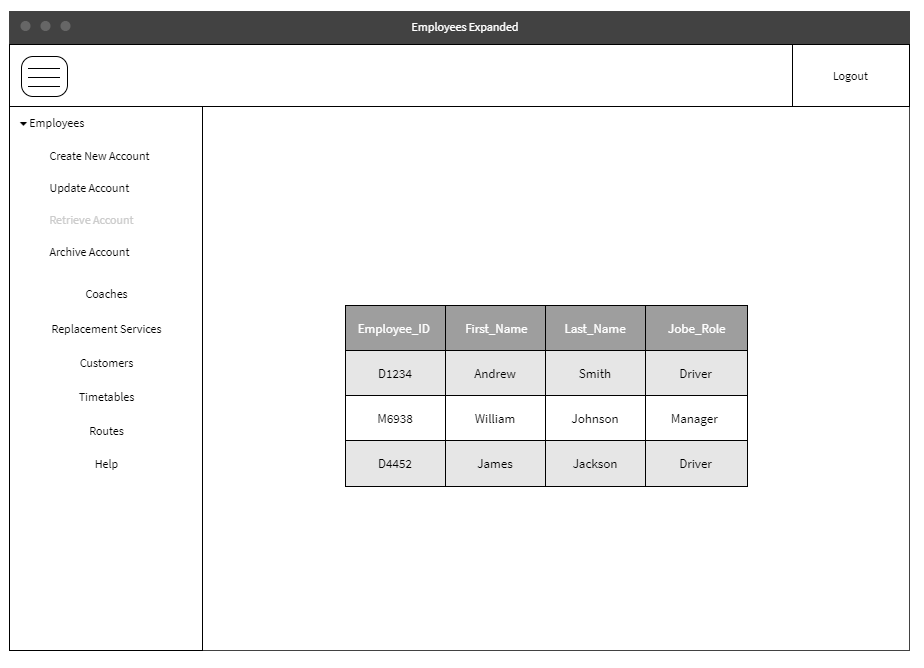 Employees Expanded
Logout
Employees
Create New Account
Update Account
Retrieve Account
Archive Account
Coaches
Replacement Services
Customers
Timetables
Routes
Help
Employee_ID First_Name Last_Name Jobe_Role
D1234 Andrew Smith Driver
M6938 William Johnson Manager
D4452 James Jackson Driver